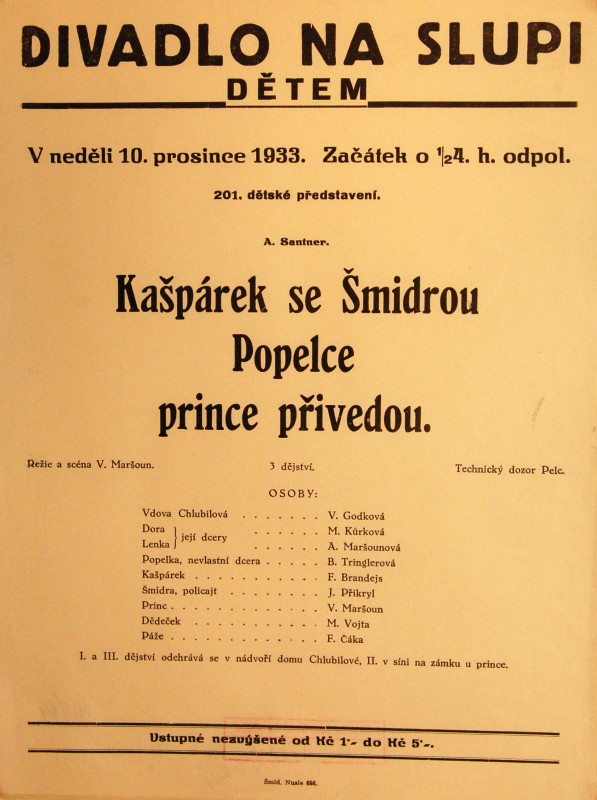 DIVADLO NA SLUPI
DĚTEM
V neděli 10. prosince 1933. Začátek o ½4. h. odpol.
201. dětské představení.
A. Santner.
Kašpárek se Šmidrou
Popelce
prince přivedou.
Režie a scéna V. Maršoun. 3 dějství. Technický dozor Pelc.
OSOBY:
Vdova Chlubilová . . . . . . . V. Godková
Dora } její dcery . . . . . . M. Kůrková
Lenka } . . . . . . A. Maršounová
Popelka, nevlastní dcera . . . . . B. Tringlerová
Kašpárek . . . . . . . . . . . F. Brandejs
Šmidra, policajt . . . . . . . . J. Přikryl
Princ . . . . . . . . . . . . . V. Maršoun
Dědeček . . . . . . . . . . . . M. Vojta
Páže . . . . . . . . . . . . . F. Čáka
I. a III. dějství odehrává se v nádvoří domu Chlubilové, II. v síni na zámku u prince.
Vstupné nezvýšené od Kč 1·- do Kč 5·-.
Šmíd, Nusle 686.